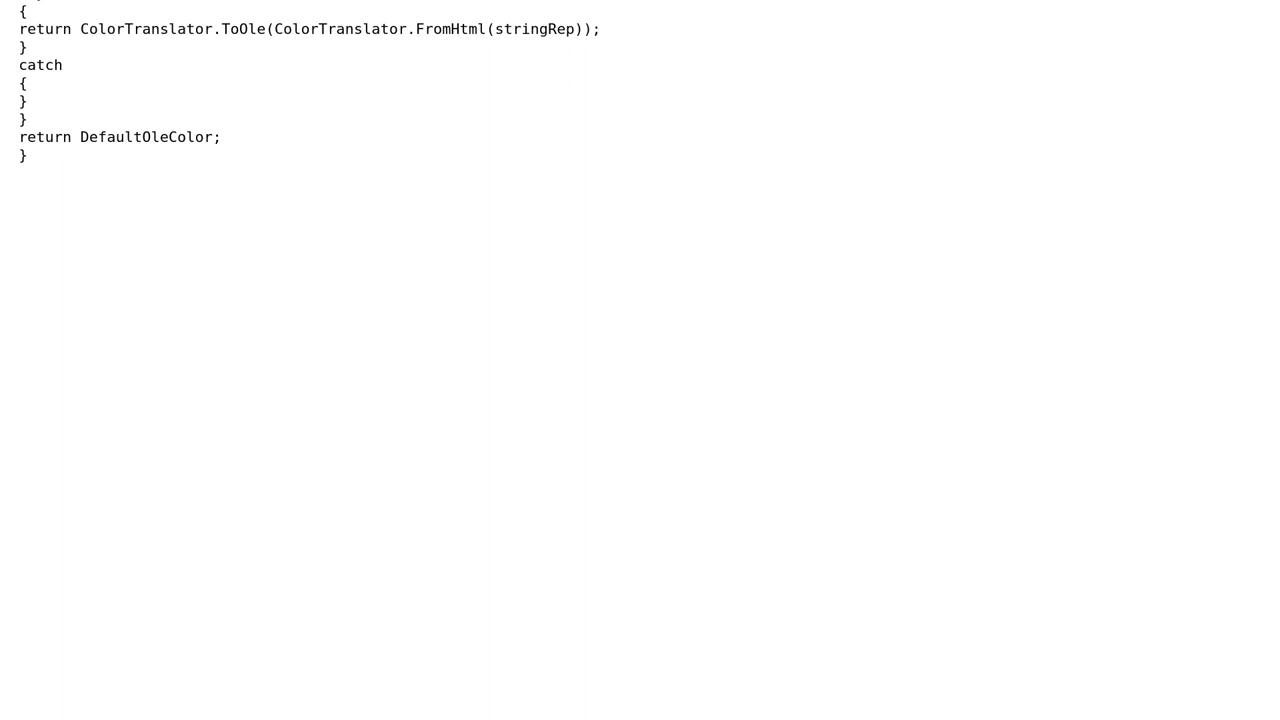 {
return ColorTranslator.ToOle(ColorTranslator.FromHtml(stringRep));
}
catch
{
}
}
return DefaultOleColor;
}